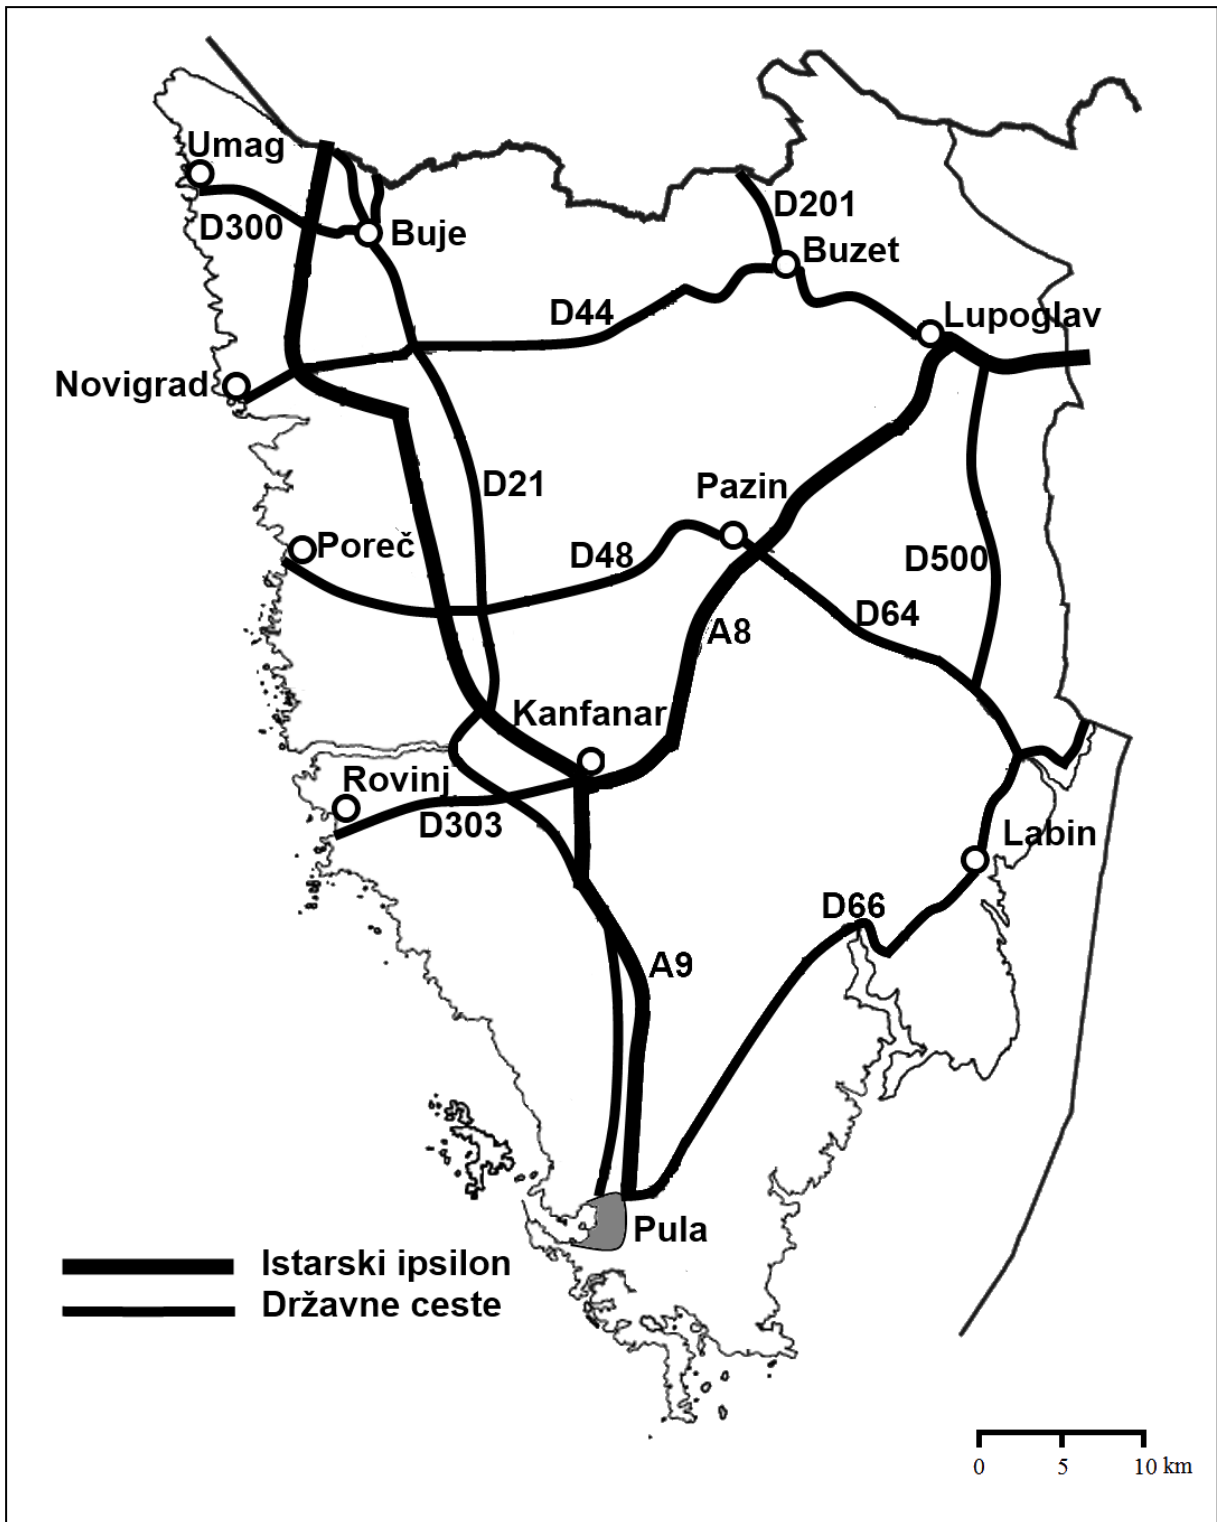 Umag
D300
Buje
D201
Buzet
D44
Lupoglav
Novigrad
D21
Pazin
Poreč
D48
D500
D64
A8
Kanfanar
Rovinj
D303
Labin
D66
A9
Pula
Istarski ipsilon
Državne ceste
0 5 10 km